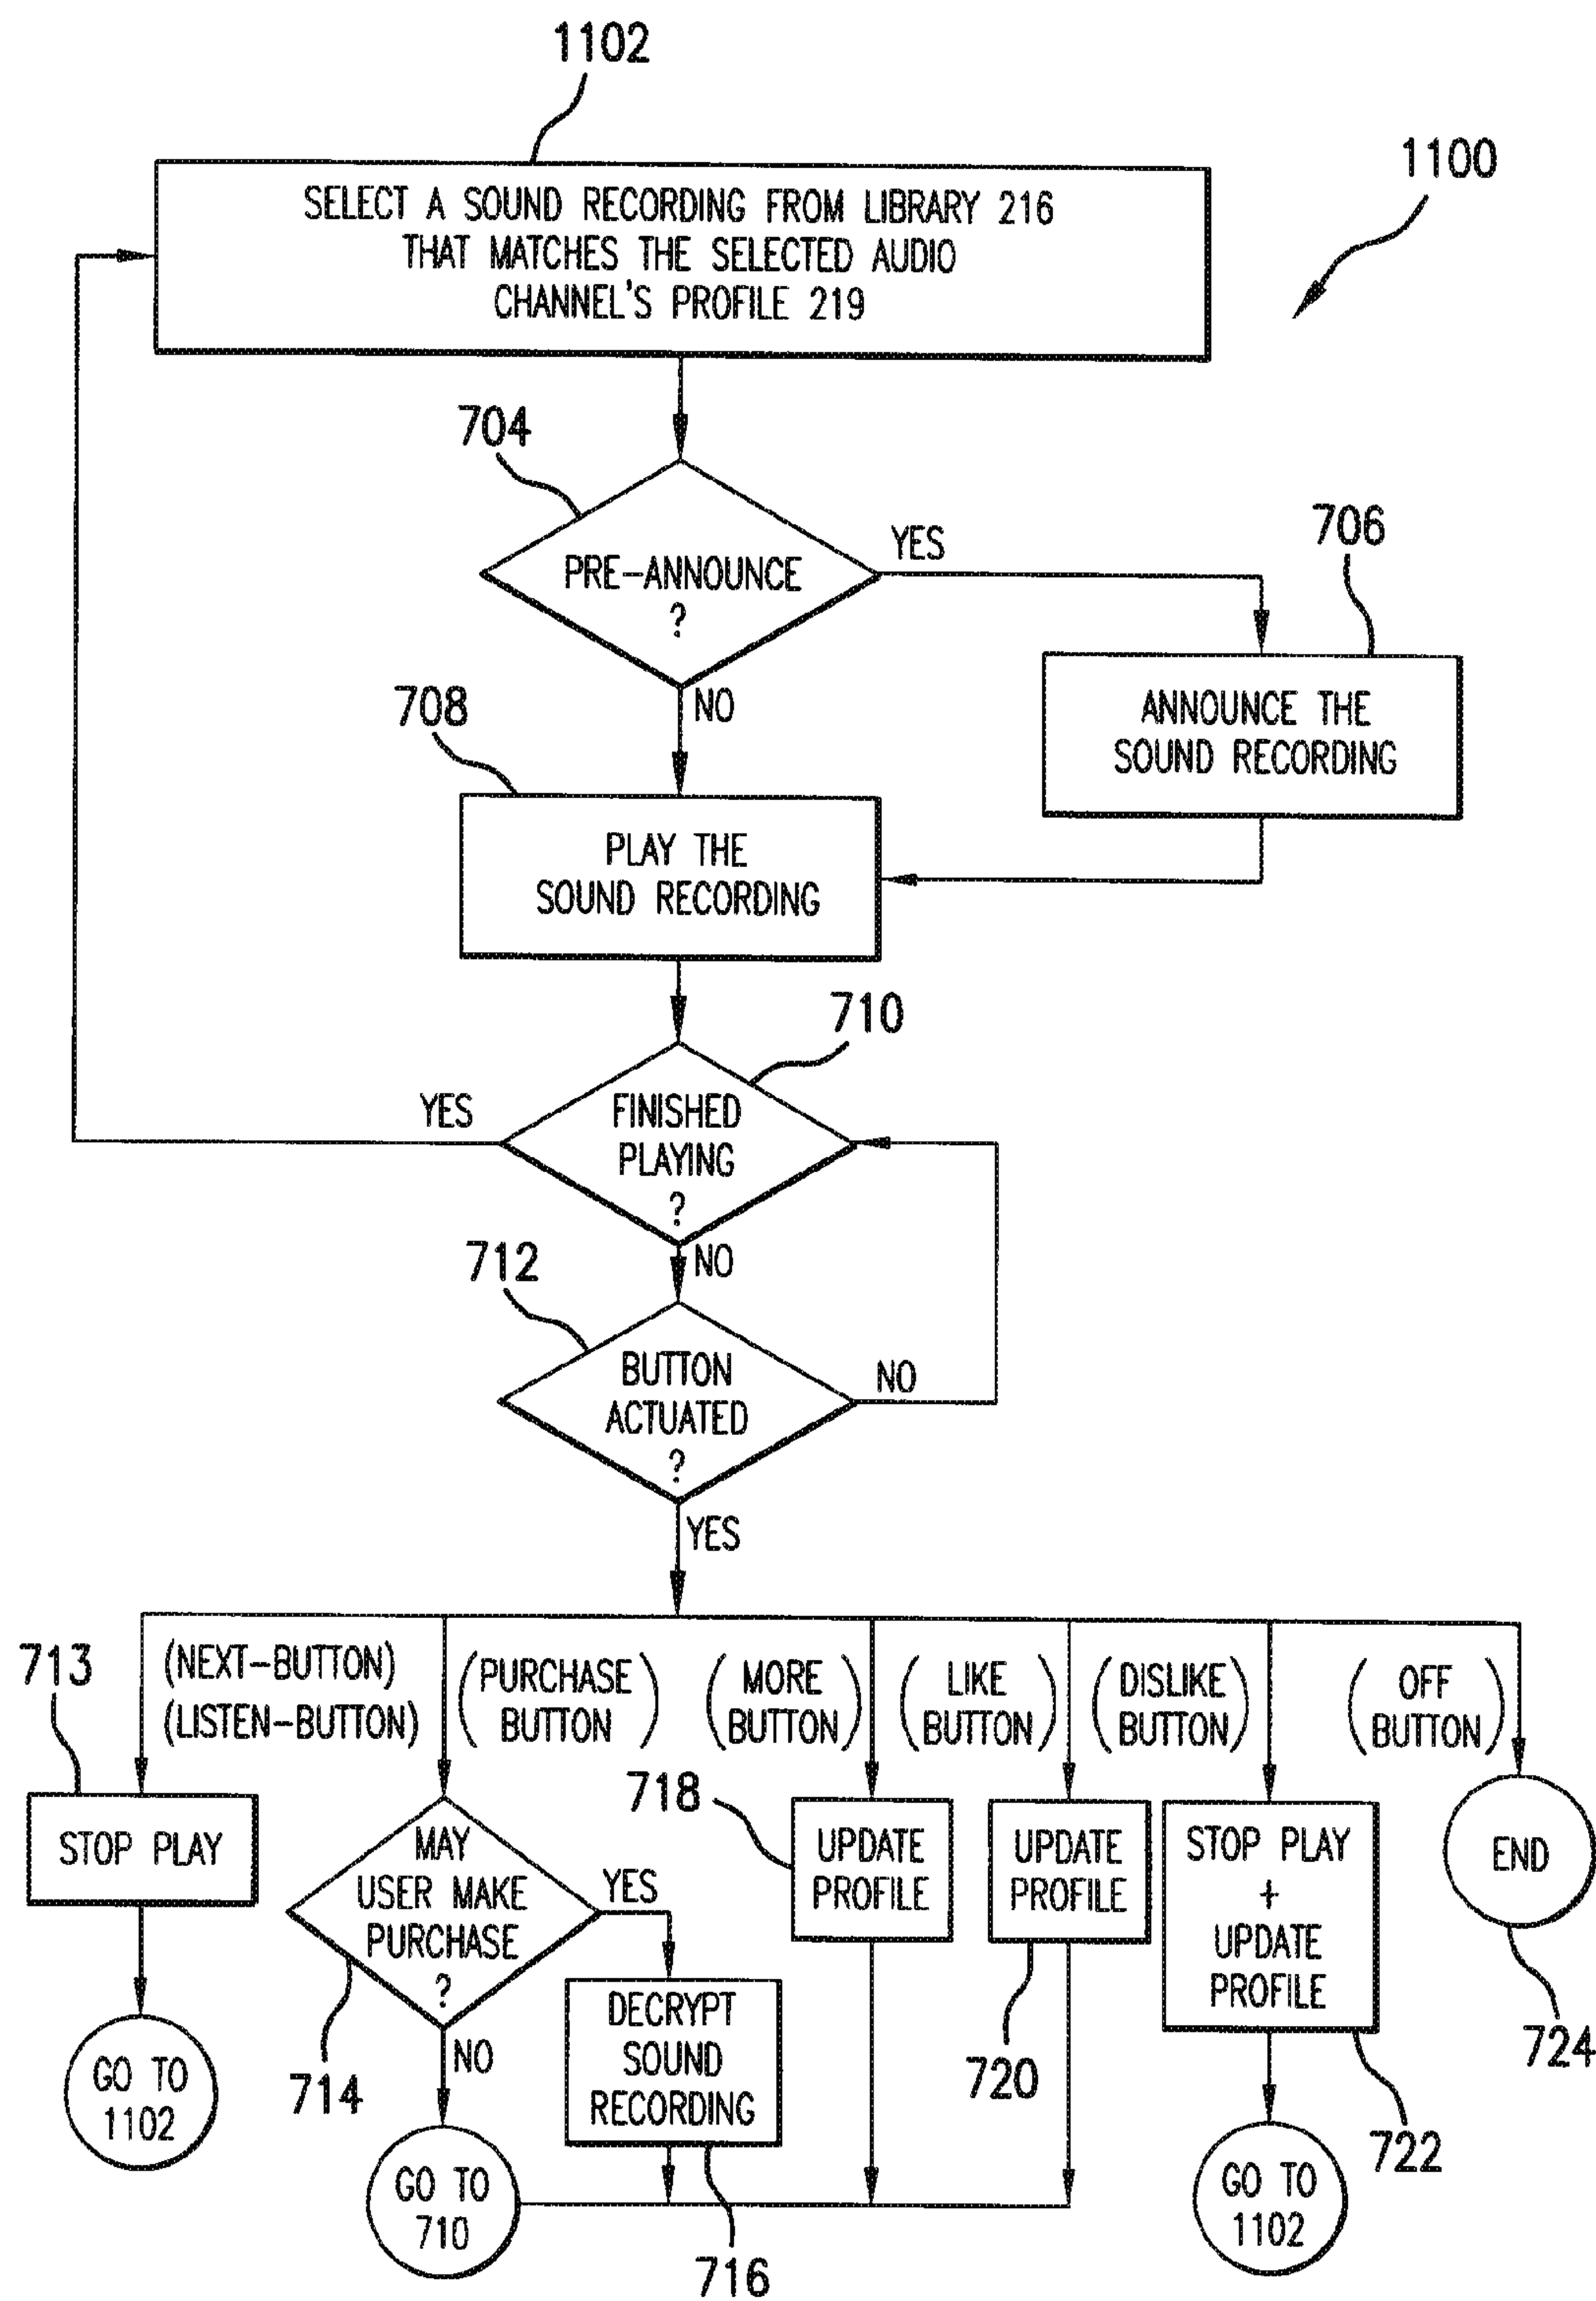 1102
1100
SELECT A SOUND RECORDING FROM LIBRARY 216
THAT MATCHES THE SELECTED AUDIO
CHANNEL'S PROFILE 219
704
PRE-ANNOUNCE
?
YES
NO
706
ANNOUNCE THE
SOUND RECORDING
708
PLAY THE
SOUND RECORDING
710
FINISHED
PLAYING
?
YES
NO
712
BUTTON
ACTUATED
?
NO
YES
713
(NEXT-BUTTON)
(LISTEN-BUTTON)
(PURCHASE
BUTTON)
(MORE
BUTTON)
(LIKE
BUTTON)
(DISLIKE
BUTTON)
(OFF
BUTTON)
STOP PLAY
GO TO
1102
MAY
USER MAKE
PURCHASE
?
YES
NO
714
GO TO
710
DECRYPT
SOUND
RECORDING
716
718
UPDATE
PROFILE
UPDATE
PROFILE
720
STOP PLAY
+
UPDATE
PROFILE
722
GO TO
1102
END
724